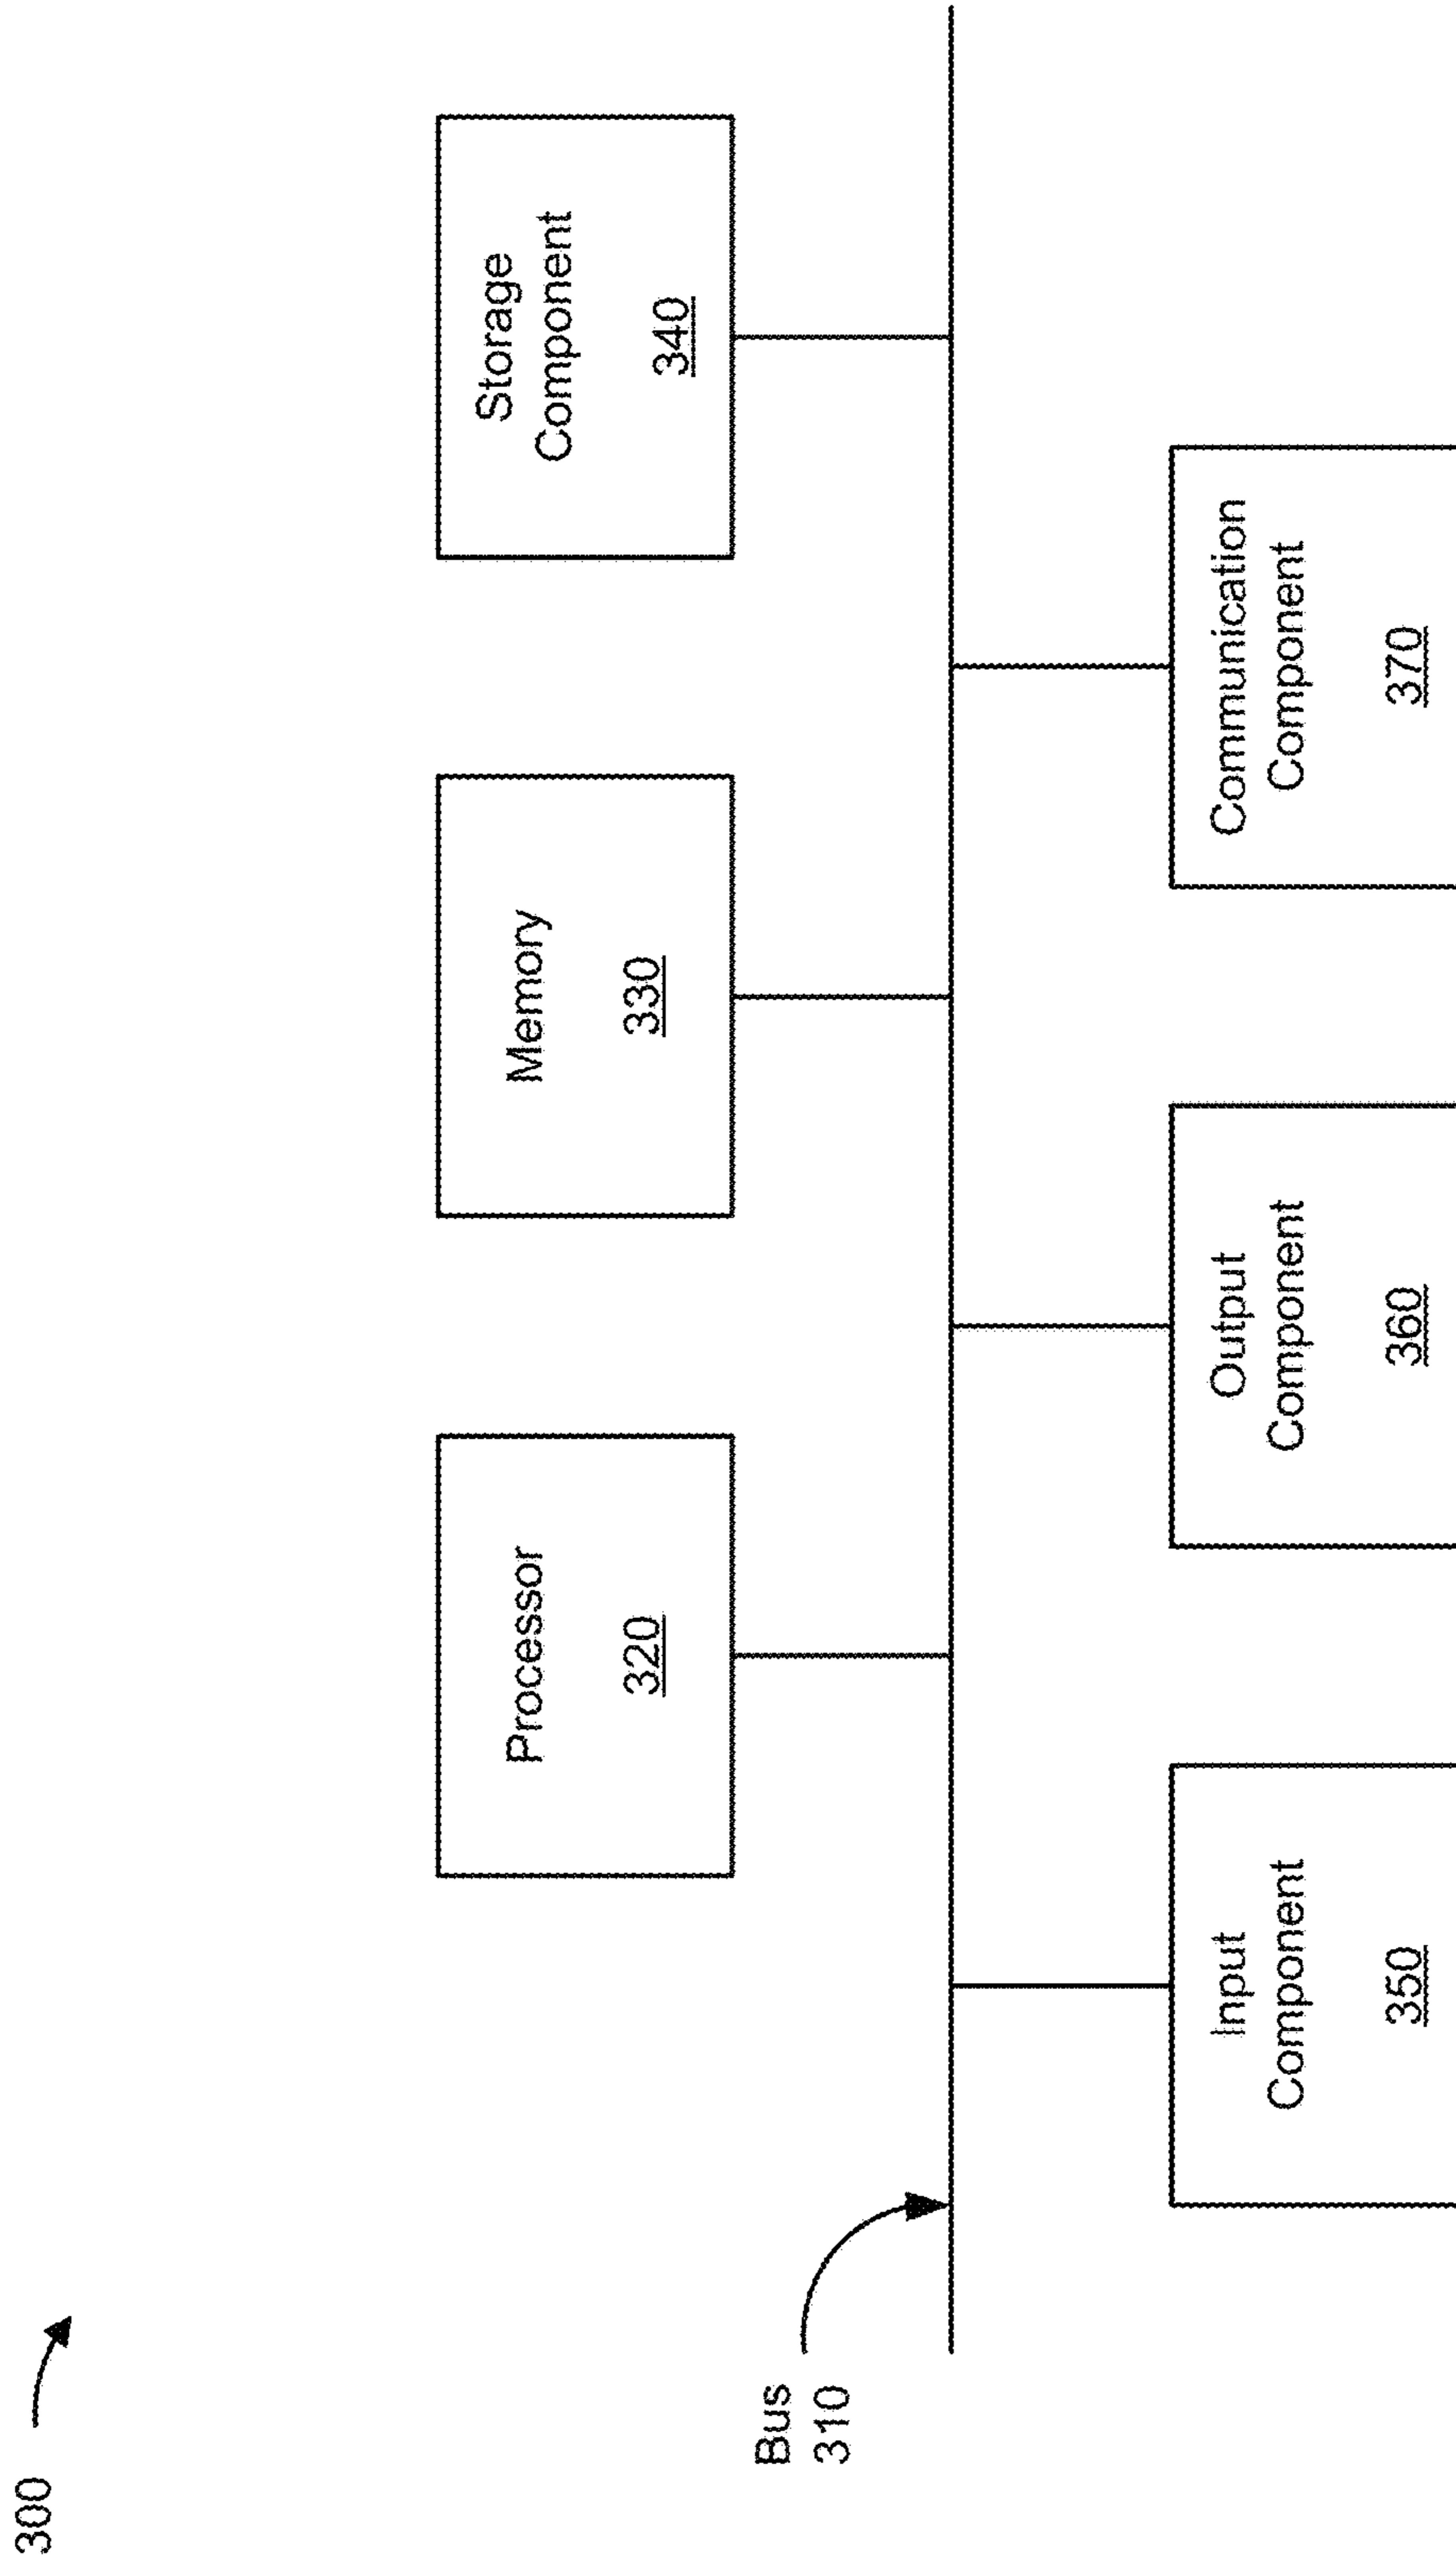 300
Processor
320
Memory
330
Storage
Component
340
Bus
310
Input
Component
350
Output
Component
360
Communication
Component
370